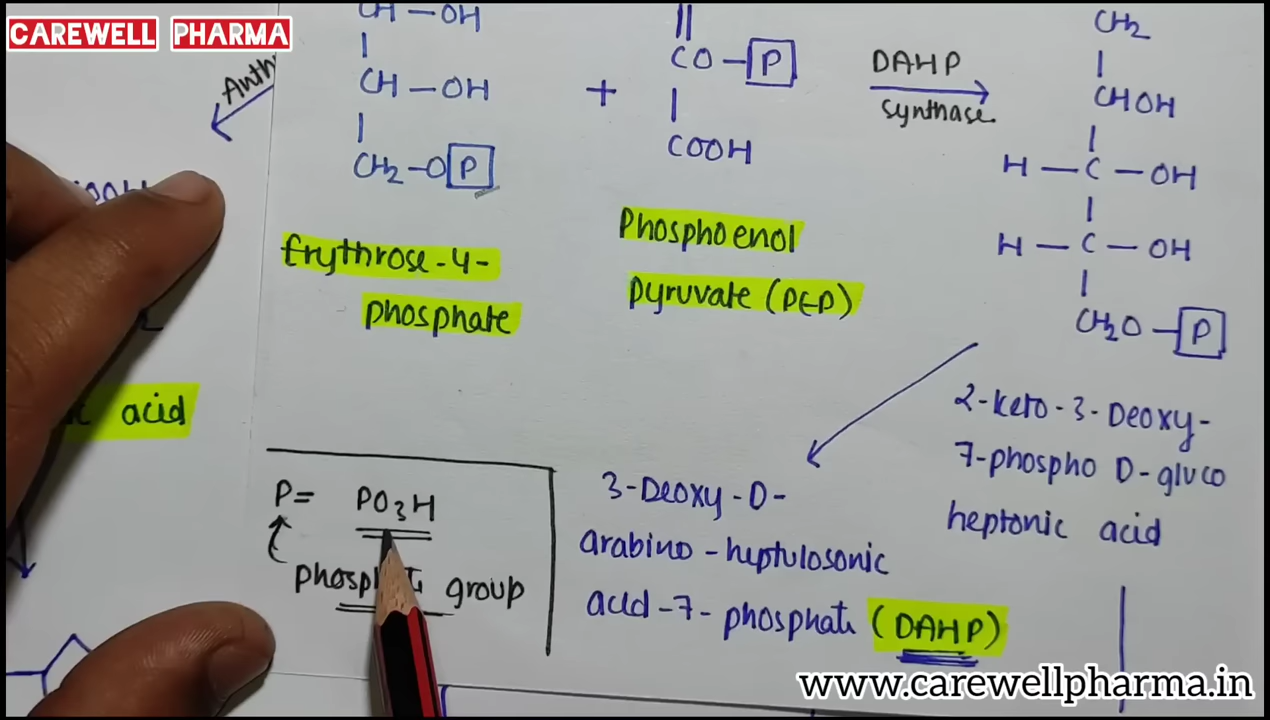 CAREWELL PHARMA
CH — OH
CH — OH
CH2 — O P
Anth
COOH
acid
Erythrose-4-
phosphate
+
CO — P
COOH
Phosphoenol
pyruvate (PEP)
DAHP
synthase.
CH2
CHOH
H — C — OH
H — C — OH
CH2O — P
2-keto-3-Deoxy-
7-phospho D-gluco
heptonic acid
3-Deoxy-D-
arabino-heptulosonic
acid-7-phosphate (DAHP)
P = PO3H
group
www.carewellpharma.in